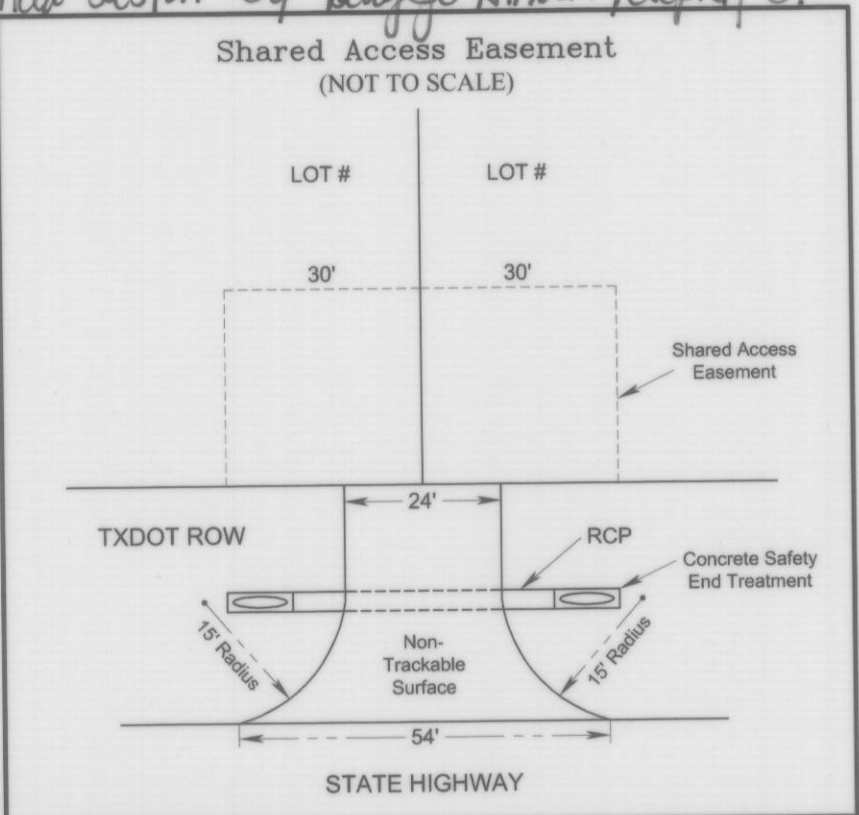 Shared Access Easement
(NOT TO SCALE)
LOT #
LOT #
30'
30'
Shared Access
Easement
24'
TXDOT ROW
RCP
Concrete Safety
End Treatment
15' Radius
Non-
Trackable
Surface
15' Radius
54'
STATE HIGHWAY